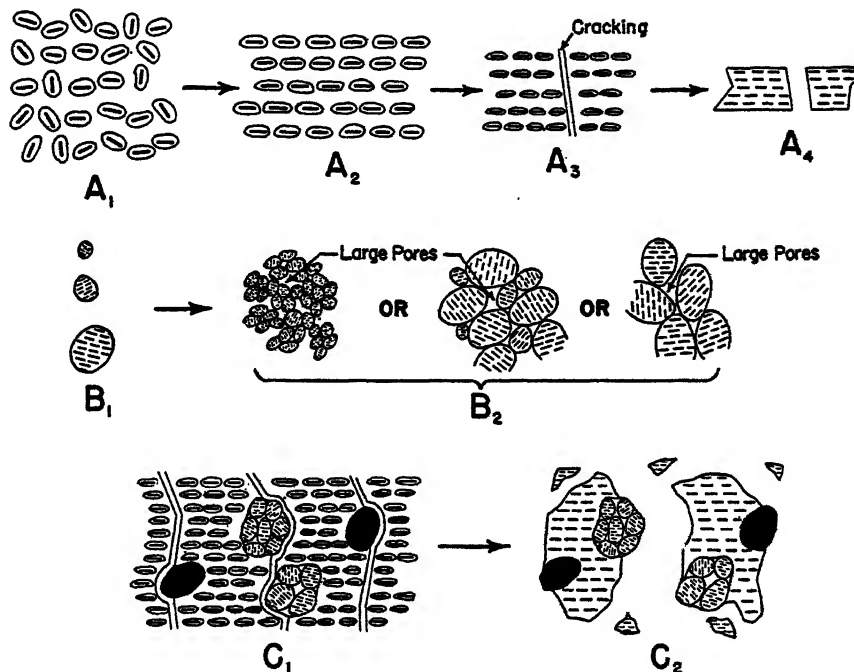 Cracking
A₁
A₂
A₃
A₄
Large Pores
Large Pores
OR
OR
B₁
B₂
C₁
C₂